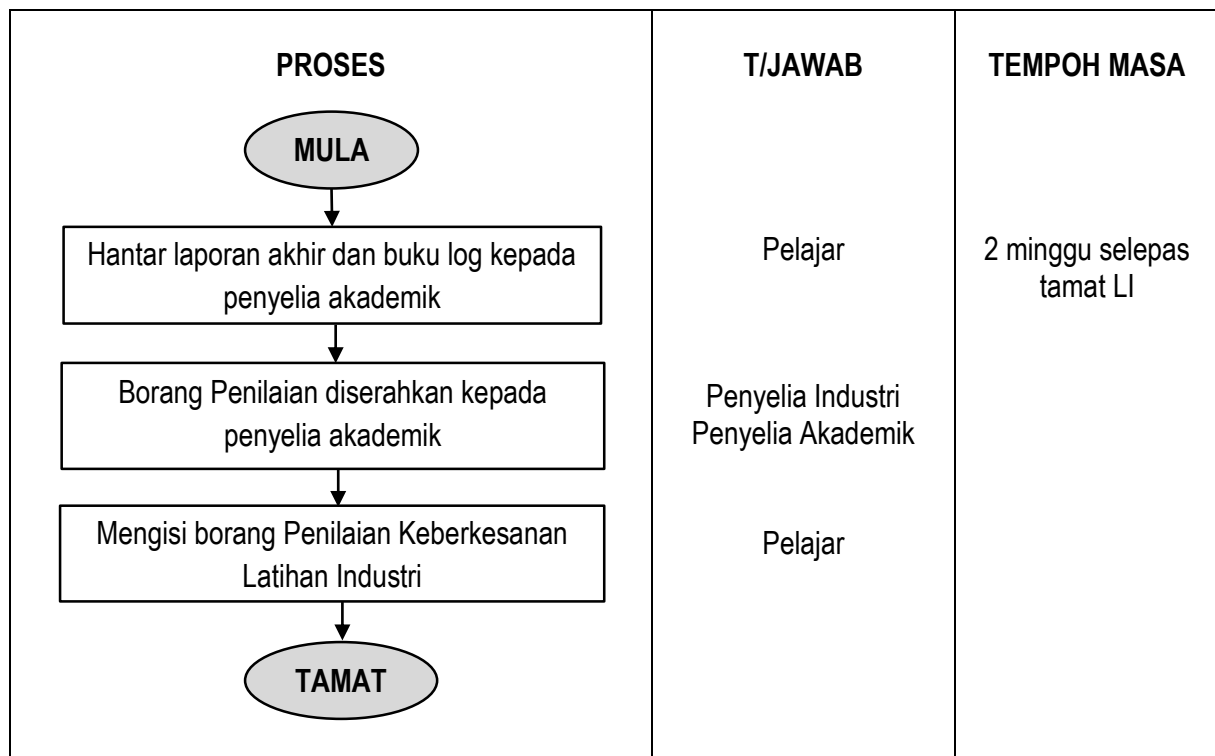 PROSES
T/JAWAB
TEMPOH MASA
MULA
Hantar laporan akhir dan buku log kepada
penyelia akademik
Pelajar
2 minggu selepas
tamat LI
Borang Penilaian diserahkan kepada
penyelia akademik
Penyelia Industri
Penyelia Akademik
Mengisi borang Penilaian Keberkesanan
Latihan Industri
Pelajar
TAMAT